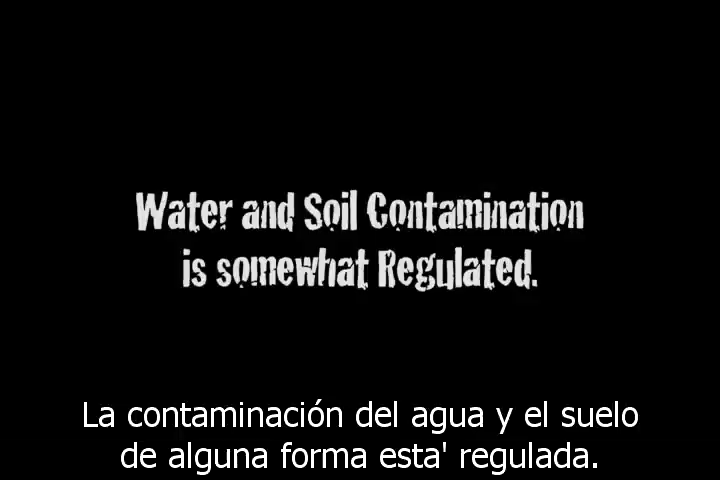 Water and Soil Contamination
is somewhat Regulated.
La contaminación del agua y el suelo
de alguna forma esta' regulada.